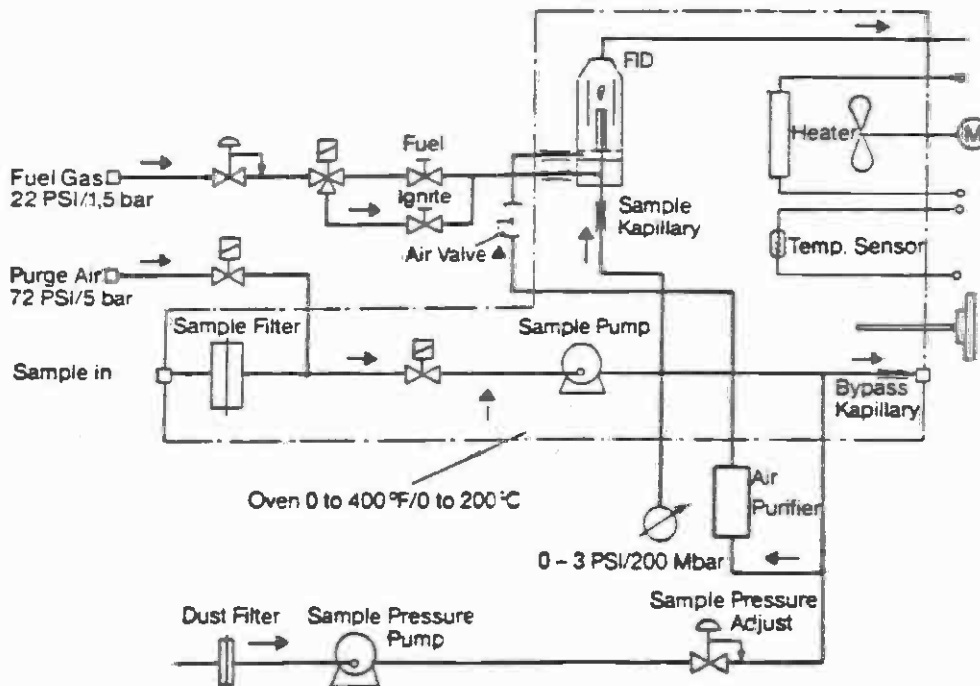 FID
Fuel
Heater
M
Fuel Gas
22 PSI/1,5 bar
Ignite
Sample
Kapillary
Air Valve
Temp. Sensor
Purge Air
72 PSI/5 bar
Sample Filter
Sample Pump
Sample in
Bypass
Kapillary
Oven 0 to 400 °F/0 to 200 °C
Air
Purifier
0 – 3 PSI/200 Mbar
Dust Filter
Sample Pressure
Pump
Sample Pressure
Adjust